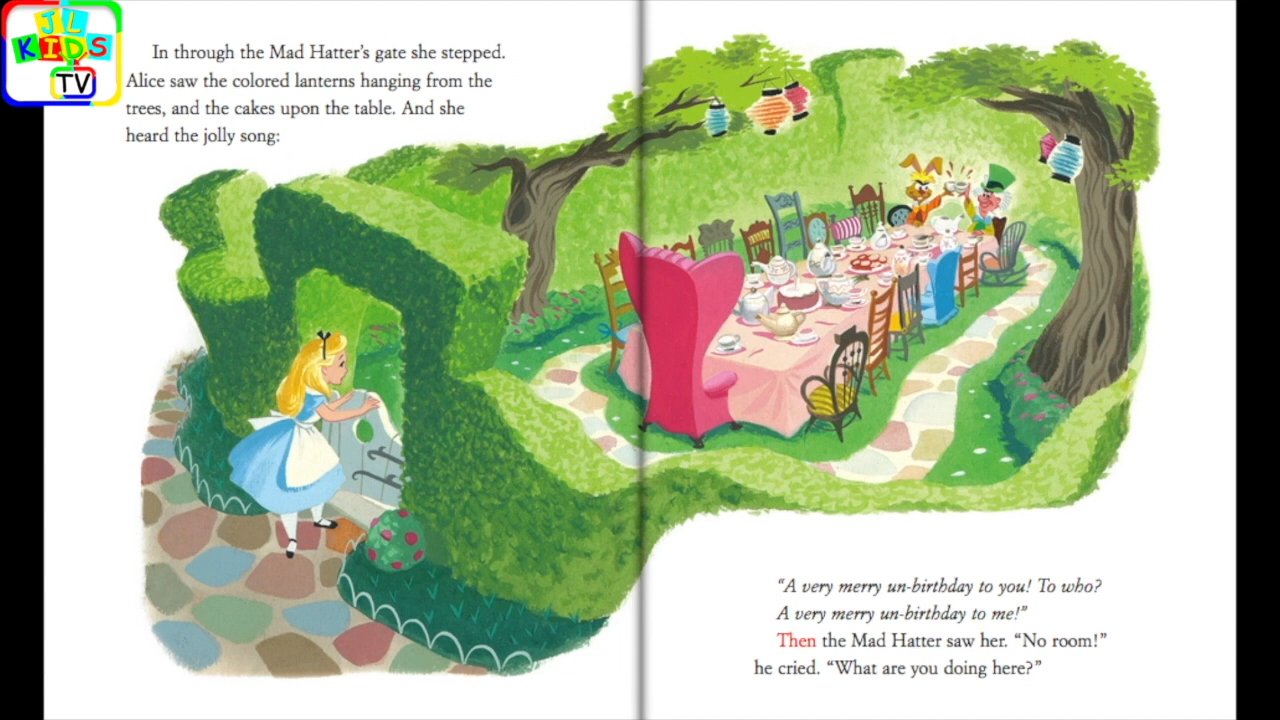 JL
KIDS
TV
In through the Mad Hatter’s gate she stepped.
Alice saw the colored lanterns hanging from the
trees, and the cakes upon the table. And she
heard the jolly song:
“A very merry un-birthday to you! To who?
A very merry un-birthday to me!”
Then the Mad Hatter saw her. “No room!”
he cried. “What are you doing here?”